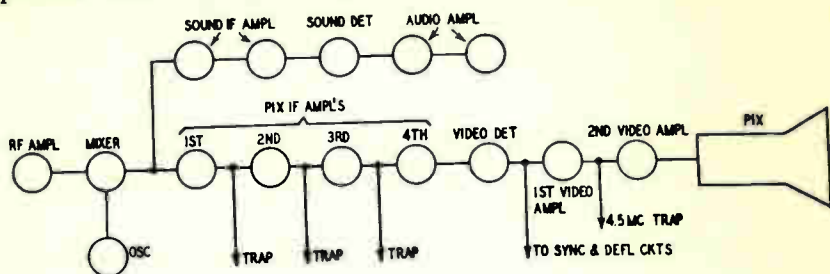 SOUND IF AMPL
SOUND DET
AUDIO AMPL
PIX IF AMPL'S
RF AMPL
MIXER
1ST
2ND
3RD
4TH
VIDEO DET
2ND VIDEO AMPL
PIX
1ST VIDEO
AMPL
4.5MC TRAP
OSC
TRAP
TRAP
TRAP
TO SYNC & DEFL CKTS